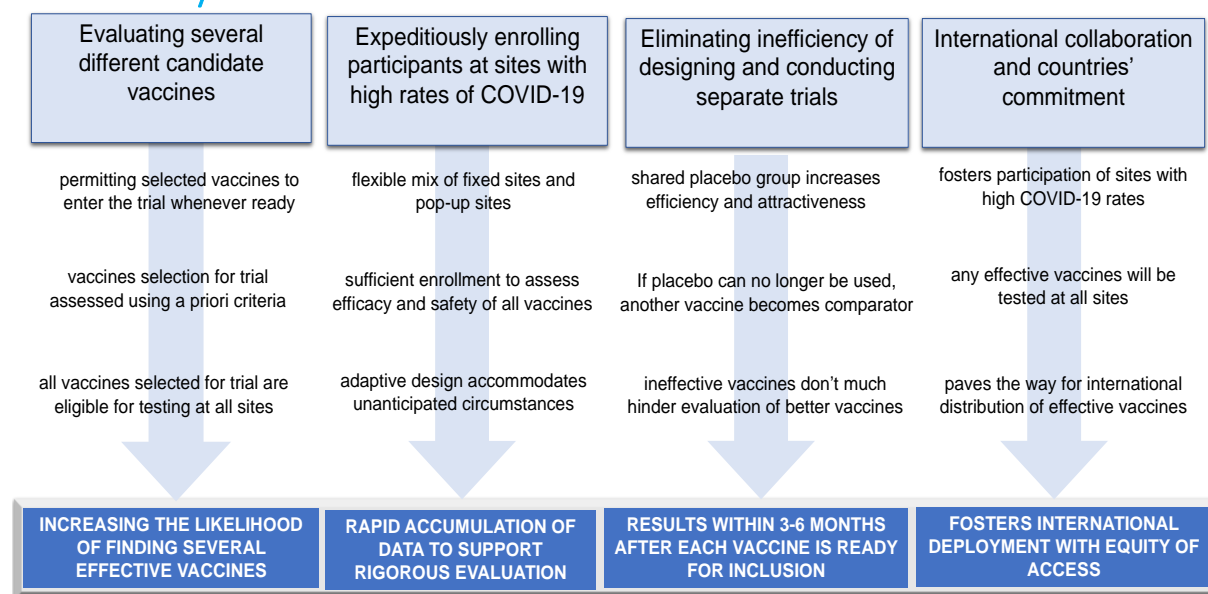 Evaluating several
different candidate
vaccines
permitting selected vaccines to
enter the trial whenever ready
vaccines selection for trial
assessed using a priori criteria
all vaccines selected for trial are
eligible for testing at all sites
INCREASING THE LIKELIHOOD
OF FINDING SEVERAL
EFFECTIVE VACCINES
Expeditiously enrolling
participants at sites with
high rates of COVID-19
flexible mix of fixed sites and
pop-up sites
sufficient enrollment to assess
efficacy and safety of all vaccines
adaptive design accommodates
unanticipated circumstances
RAPID ACCUMULATION OF
DATA TO SUPPORT
RIGOROUS EVALUATION
Eliminating inefficiency of
designing and conducting
separate trials
shared placebo group increases
efficiency and attractiveness
If placebo can no longer be used,
another vaccine becomes comparator
ineffective vaccines don't much
hinder evaluation of better vaccines
RESULTS WITHIN 3-6 MONTHS
AFTER EACH VACCINE IS READY
FOR INCLUSION
International collaboration
and countries'
commitment
fosters participation of sites with
high COVID-19 rates
any effective vaccines will be
tested at all sites
paves the way for international
distribution of effective vaccines
FOSTERS INTERNATIONAL
DEPLOYMENT WITH EQUITY OF
ACCESS